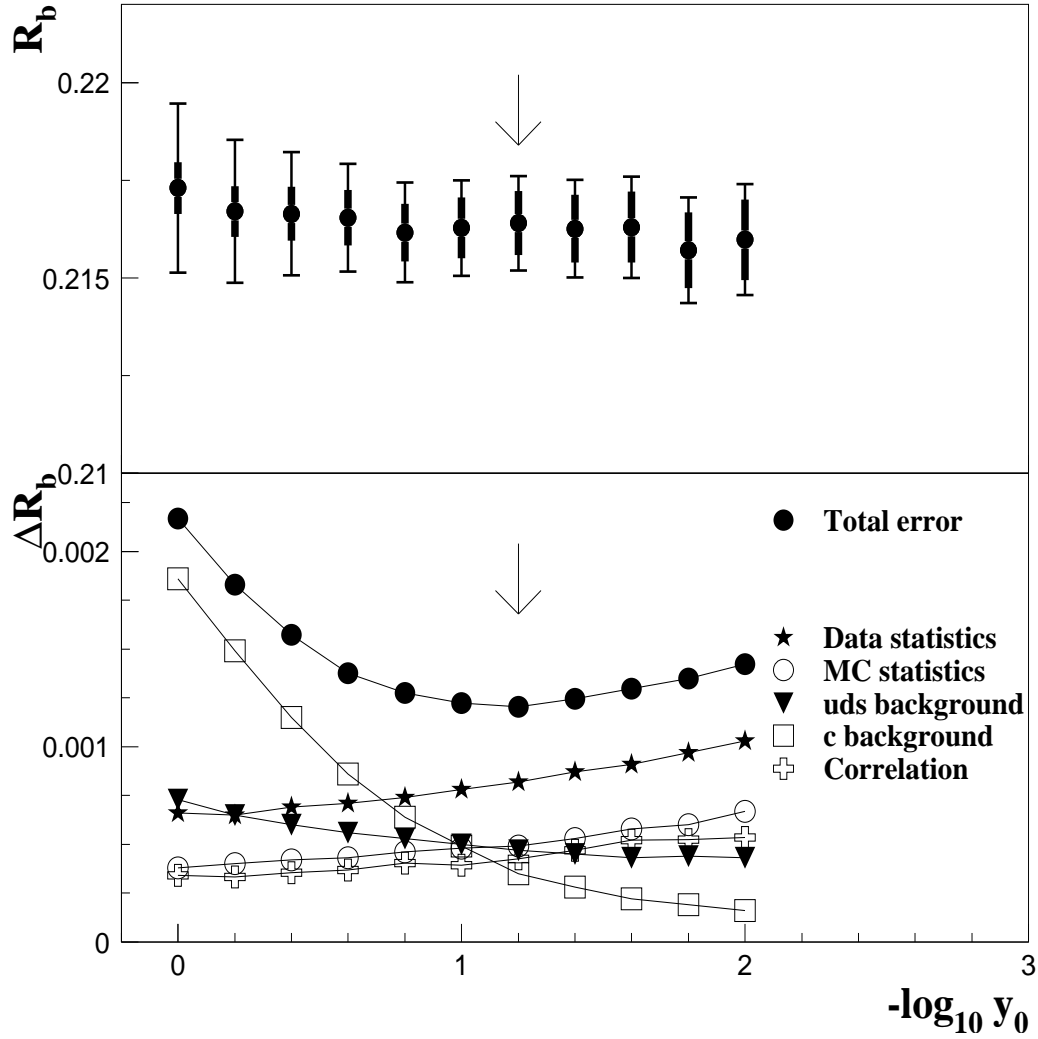 R_b
0.22
0.215
0.21
ΔR_b
0.002
0.001
0
Total error
Data statistics
MC statistics
uds background
c background
Correlation
0 1 2 3
-log₁₀ y₀